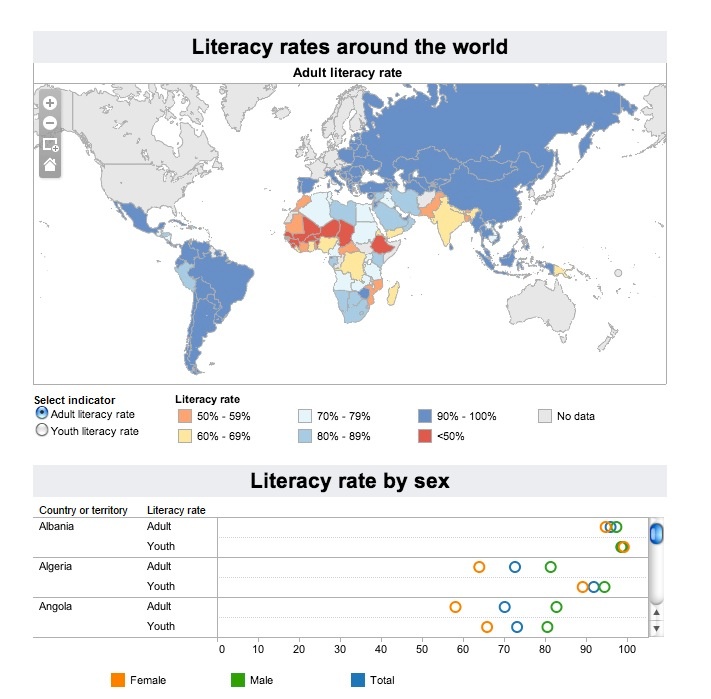 Literacy rates around the world
Adult literacy rate
Select indicator
Adult literacy rate
Youth literacy rate
Literacy rate
50% - 59% 70% - 79% 90% - 100% No data
60% - 69% 80% - 89% <50%
Literacy rate by sex
Country or territory Literacy rate
Albania Adult
Youth
Algeria Adult
Youth
Angola Adult
Youth
0 10 20 30 40 50 60 70 80 90 100
Female Male Total